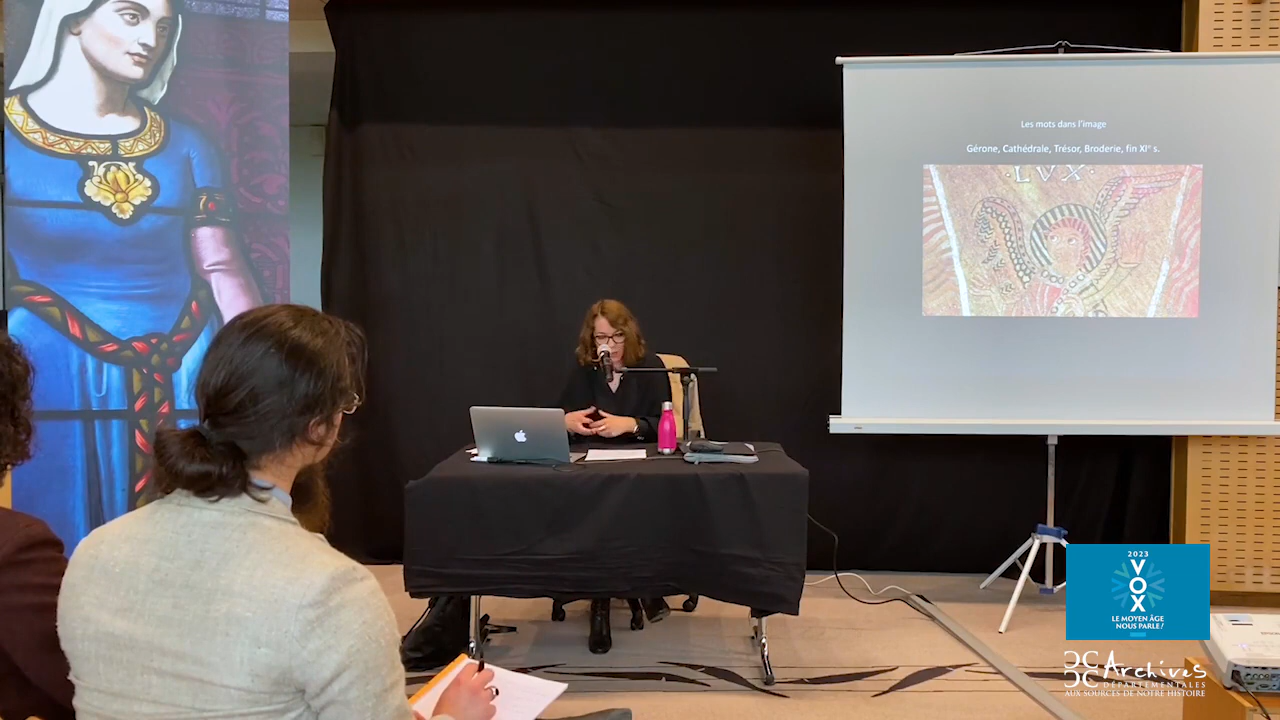 Les mots dans l'image
Gérone, Cathédrale, Trésor, Broderie, fin XIᵉ s.
·LVX·
2023
VOX
LE MOYEN ÂGE
NOUS PARLE!
Archives
DÉPARTEMENTALES
AUX SOURCES DE NOTRE HISTOIRE